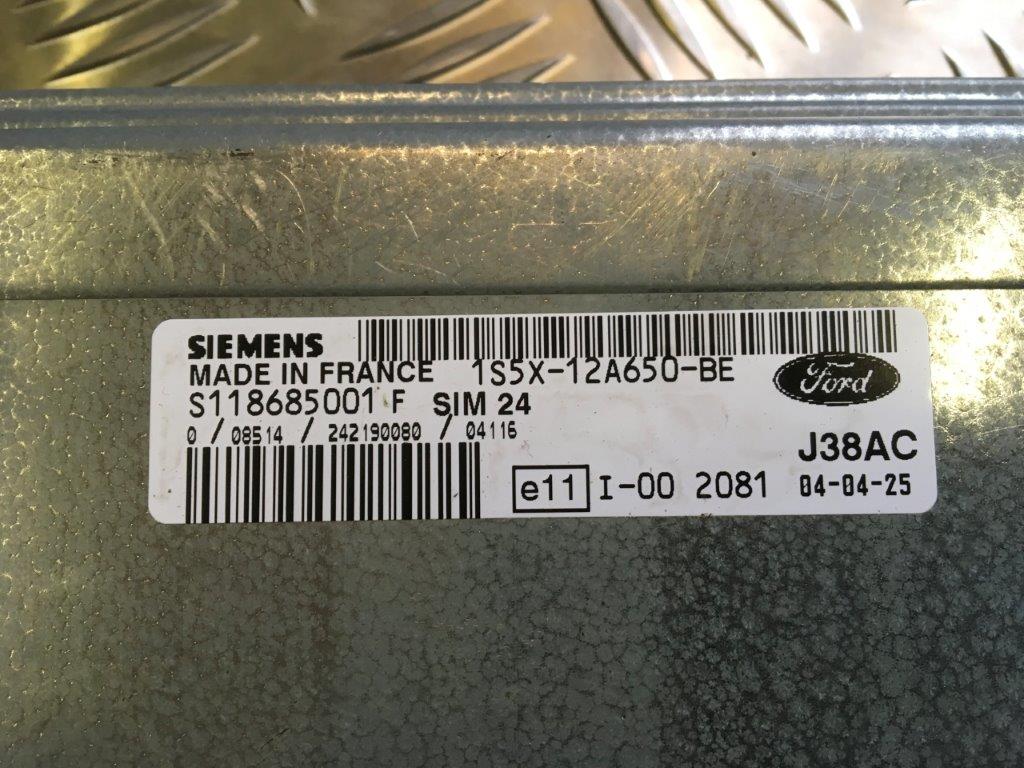 SIEMENS
MADE IN FRANCE 1S5X-12A650-BE
Ford
S118685001 F SIM 24
0 / 08514 / 242190080 / 04116
J38AC
e11 I-00 2081 04-04-25